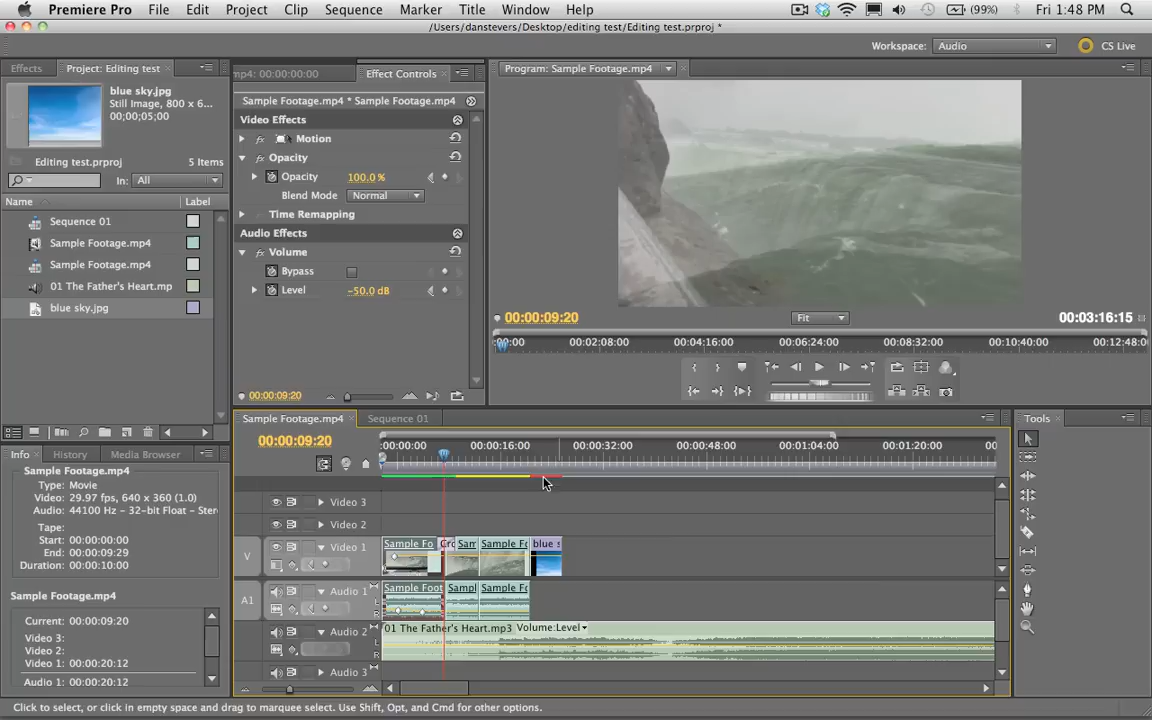 Premiere Pro File Edit Project Clip Sequence Marker Title Window Help (99%) Fri 1:48 PM
/Users/danstevers/Desktop/editing test/Editing test.prproj *
Workspace: Audio CS Live
Effects Project: Editing test
mp4: 00:00:00:00 Effect Controls
Program: Sample Footage.mp4
blue sky.jpg
Still Image, 800 x 6...
00;00;05;00
Editing test.prproj 5 Items
In: All
Name Label
Sequence 01
Sample Footage.mp4
Sample Footage.mp4
01 The Father's Heart.mp
blue sky.jpg
Sample Footage.mp4 * Sample Footage.mp4
Video Effects
fx Motion
fx Opacity
Opacity 100.0 %
Blend Mode Normal
Time Remapping
Audio Effects
fx Volume
Bypass
Level -50.0 dB
00:00:09:20
00:00:09:20 Fit 00:03:16:15
:00:00 00:02:08:00 00:04:16:00 00:06:24:00 00:08:32:00 00:10:40:00 00:12:48:0
Info History Media Browser
Sample Footage.mp4
Type: Movie
Video: 29.97 fps, 640 x 360 (1.0)
Audio: 44100 Hz - 32-bit Float - Stere
Tape:
Start: 00:00:00:00
End: 00:00:09:29
Duration: 00:00:10:00
Sample Footage.mp4
Current: 00:00:09:20
Video 3:
Video 2:
Video 1: 00:00:20:12
Audio 1: 00:00:20:12
Sample Footage.mp4 Sequence 01
00:00:09:20
:00:00:00 00:00:16:00 00:00:32:00 00:00:48:00 00:01:04:00 00:01:20:00 00
Video 3
Video 2
V Video 1 Sample Fo Cro Sam Sample Fo blue s
A1 Audio 1 L R Sample Foot Sampl Sample Fo
Audio 2 L R 01 The Father's Heart.mp3 Volume:Level
Audio 3
Tools
Click to select, or click in empty space and drag to marquee select. Use Shift, Opt, and Cmd for other options.